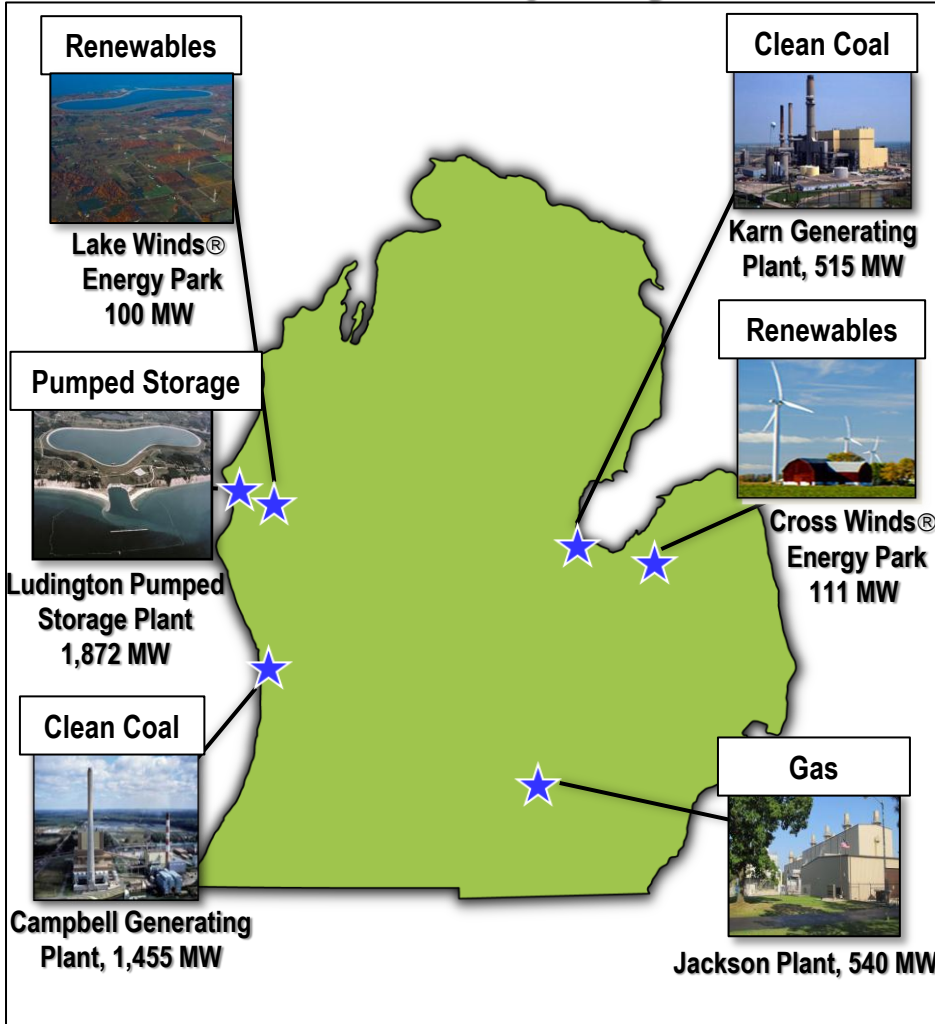 Renewables
Lake Winds®
Energy Park
100 MW
Pumped Storage
Ludington Pumped
Storage Plant
1,872 MW
Clean Coal
Campbell Generating
Plant, 1,455 MW
Clean Coal
Karn Generating
Plant, 515 MW
Renewables
Cross Winds®
Energy Park
111 MW
Gas
Jackson Plant, 540 MW